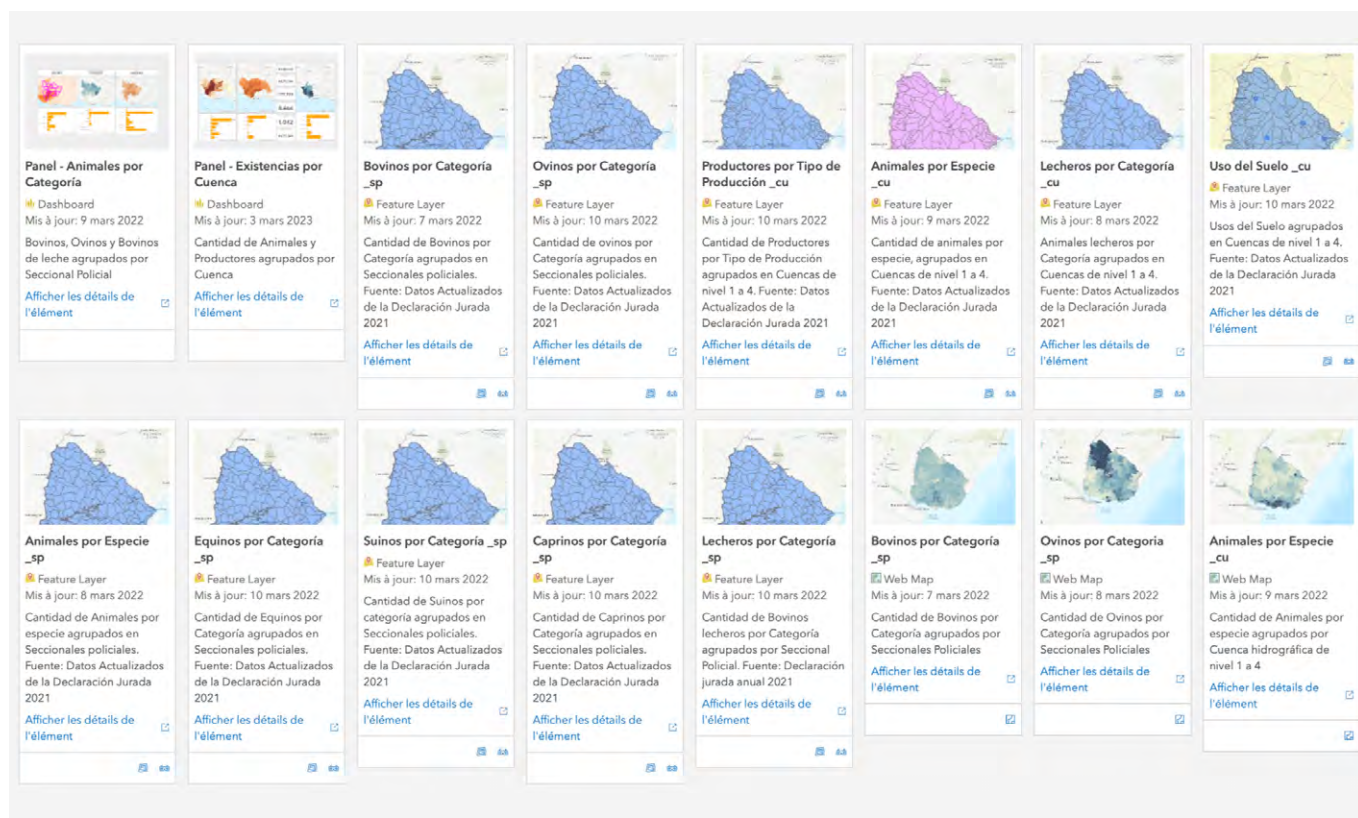 Panel - Animales por
Categoría
Dashboard
Mis à jour: 9 mars 2022
Bovinos, Ovinos y Bovinos
de leche agrupados por
Seccional Policial
Afficher les détails de
l'élément
Panel - Existencias por
Cuenca
Dashboard
Mis à jour: 3 mars 2023
Cantidad de Animales y
Productores agrupados por
Cuenca
Afficher les détails de
l'élément
Bovinos por Categoría
_sp
Feature Layer
Mis à jour: 7 mars 2022
Cantidad de Bovinos por
Categoría agrupados en
Seccionales policiales.
Fuente: Datos Actualizados
de la Declaración Jurada
2021
Afficher les détails de
l'élément
Ovinos por Categoría
_sp
Feature Layer
Mis à jour: 10 mars 2022
Cantidad de ovinos por
Categoría agrupados en
Seccionales policiales.
Fuente: Datos Actualizados
de la Declaración Jurada
2021
Afficher les détails de
l'élément
Productores por Tipo de
Producción _cu
Feature Layer
Mis à jour: 10 mars 2022
Cantidad de Productores
por Tipo de Producción
agrupados en Cuencas de
nivel 1 a 4. Fuente: Datos
Actualizados de la
Declaración Jurada 2021
Afficher les détails de
l'élément
Animales por Especie
_cu
Feature Layer
Mis à jour: 9 mars 2022
Cantidad de animales por
especie, agrupados en
Cuencas de nivel 1 a 4.
Fuente: Datos Actualizados
de la Declaración Jurada
2021
Afficher les détails de
l'élément
Lecheros por Categoría
_cu
Feature Layer
Mis à jour: 8 mars 2022
Animales lecheros por
Categoría agrupados en
Cuencas de nivel 1 a 4.
Fuente: Datos Actualizados
de la Declaración Jurada
2021
Afficher les détails de
l'élément
Uso del Suelo _cu
Feature Layer
Mis à jour: 10 mars 2022
Usos del Suelo agrupados
en Cuencas de nivel 1 a 4.
Fuente: Datos Actualizados
de la Declaración Jurada
2021
Afficher les détails de
l'élément
Animales por Especie
_sp
Feature Layer
Mis à jour: 8 mars 2022
Cantidad de Animales por
especie agrupados en
Seccionales policiales.
Fuente: Datos Actualizados
de la Declaración Jurada
2021
Afficher les détails de
l'élément
Equinos por Categoría
_sp
Feature Layer
Mis à jour: 10 mars 2022
Cantidad de Equinos por
Categoría agrupados en
Seccionales policiales.
Fuente: Datos Actualizados
de la Declaración Jurada
2021
Afficher les détails de
l'élément
Suinos por Categoría _sp
Feature Layer
Mis à jour: 10 mars 2022
Cantidad de Suinos por
categoría agrupados en
Seccionales policiales.
Fuente: Datos Actualizados
de la Declaración Jurada
2021
Afficher les détails de
l'élément
Caprinos por Categoría
_sp
Feature Layer
Mis à jour: 10 mars 2022
Cantidad de Caprinos por
Categoría agrupados en
Seccionales policiales.
Fuente: Datos Actualizados
de la Declaración Jurada
2021
Afficher les détails de
l'élément
Lecheros por Categoría
_sp
Feature Layer
Mis à jour: 10 mars 2022
Cantidad de Bovinos
lecheros por Categoría
agrupados por Seccional
Policial. Fuente: Declaración
jurada anual 2021
Afficher les détails de
l'élément
Bovinos por Categoría
_sp
Web Map
Mis à jour: 7 mars 2022
Cantidad de Bovinos por
Categoría agrupados por
Seccionales Policiales
Afficher les détails de
l'élément
Ovinos por Categoria
_sp
Web Map
Mis à jour: 8 mars 2022
Cantidad de Ovinos por
Categoría agrupados por
Seccionales Policiales
Afficher les détails de
l'élément
Animales por Especie
_cu
Web Map
Mis à jour: 9 mars 2022
Cantidad de Animales por
especie agrupados por
Cuenca hidrográfica de
nivel 1 a 4
Afficher les détails de
l'élément